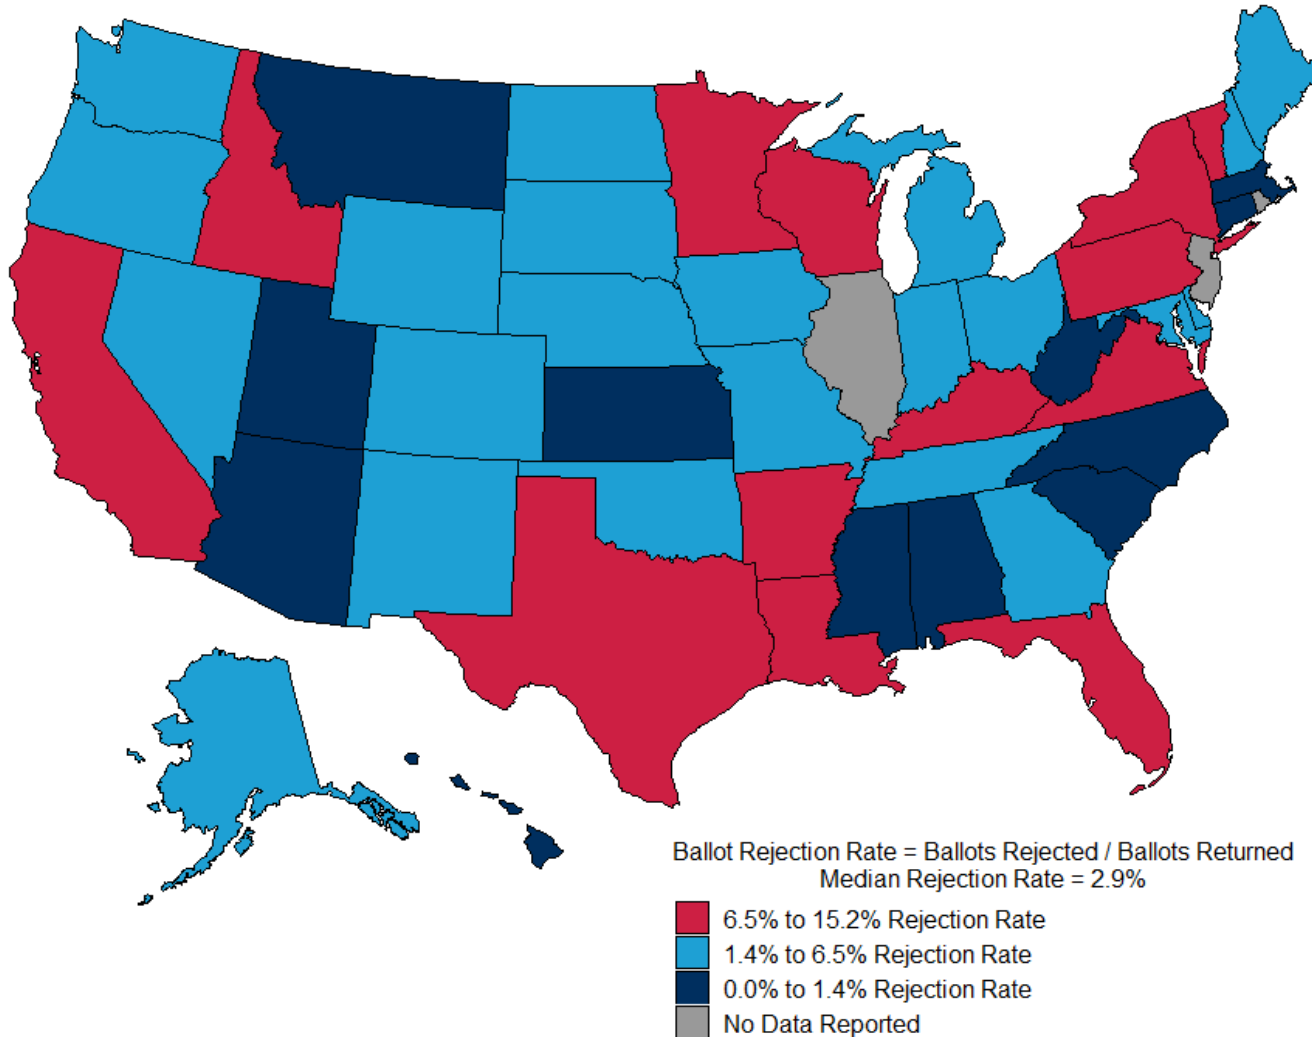 Ballot Rejection Rate = Ballots Rejected / Ballots Returned
Median Rejection Rate = 2.9%
6.5% to 15.2% Rejection Rate
1.4% to 6.5% Rejection Rate
0.0% to 1.4% Rejection Rate
No Data Reported